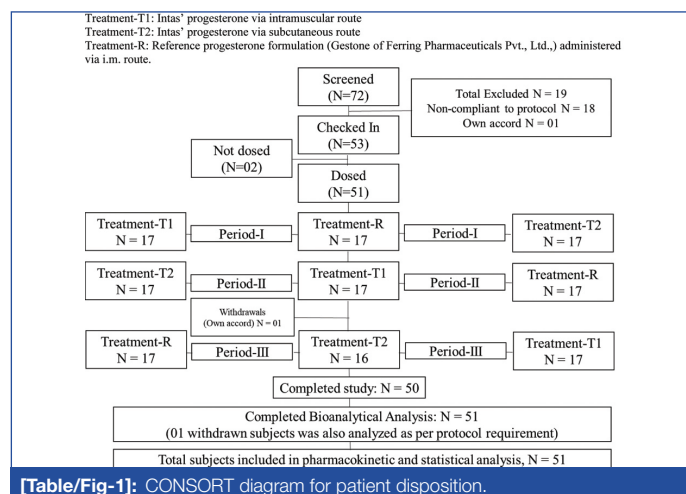 Treatment-T1: Intas' progesterone via intramuscular route
Treatment-T2: Intas' progesterone via subcutaneous route
Treatment-R: Reference progesterone formulation (Gestone of Ferring Pharmaceuticals Pvt., Ltd.,) administered
via i.m. route.
Screened
(N=72)
Total Excluded N = 19
Non-compliant to protocol N = 18
Own accord N = 01
Checked In
(N=53)
Not dosed
(N=02)
Dosed
(N=51)
Treatment-T1
N = 17
Period-I
Treatment-R
N = 17
Period-I
Treatment-T2
N = 17
Treatment-T2
N = 17
Period-II
Treatment-T1
N = 17
Period-II
Treatment-R
N = 17
Withdrawals
(Own accord) N = 01
Treatment-R
N = 17
Period-III
Treatment-T2
N = 16
Period-III
Treatment-T1
N = 17
Completed study: N = 50
Completed Bioanalytical Analysis: N = 51
(01 withdrawn subjects was also analyzed as per protocol requirement)
Total subjects included in pharmacokinetic and statistical analysis, N = 51
[Table/Fig-1]: CONSORT diagram for patient disposition.